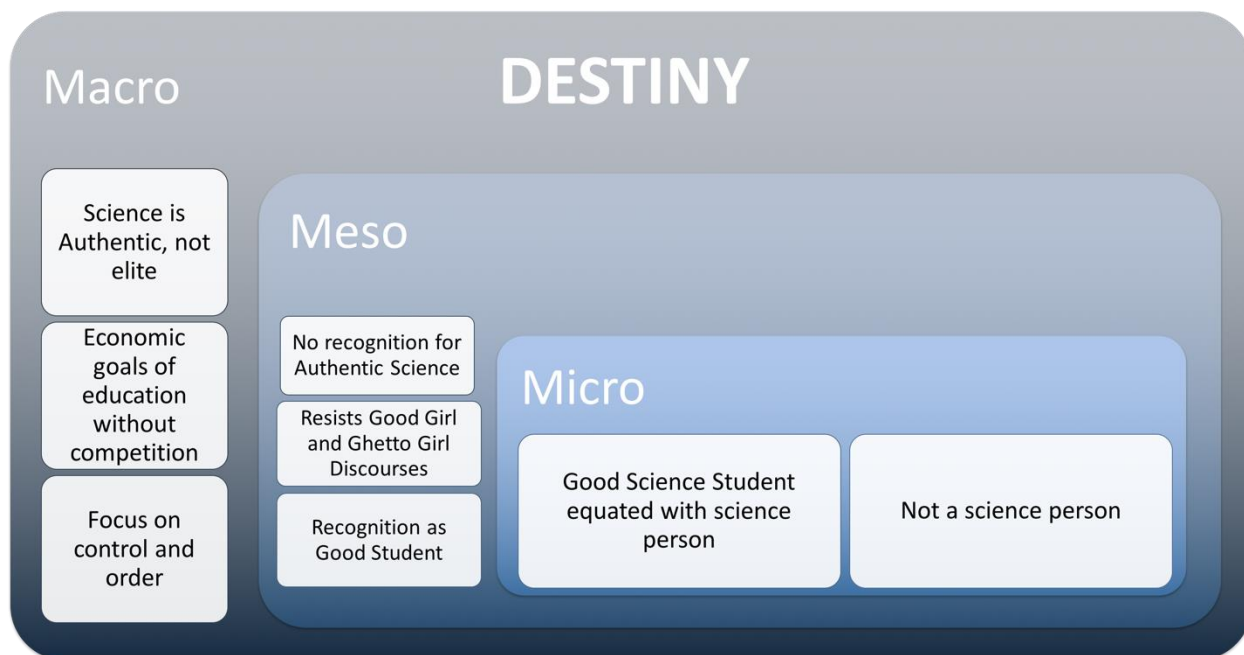 Macro
DESTINY
Science is
Authentic, not
elite
Economic
goals of
education
without
competition
Focus on
control and
order
Meso
No recognition for
Authentic Science
Resists Good Girl
and Ghetto Girl
Discourses
Recognition as
Good Student
Micro
Good Science Student
equated with science
person
Not a science person